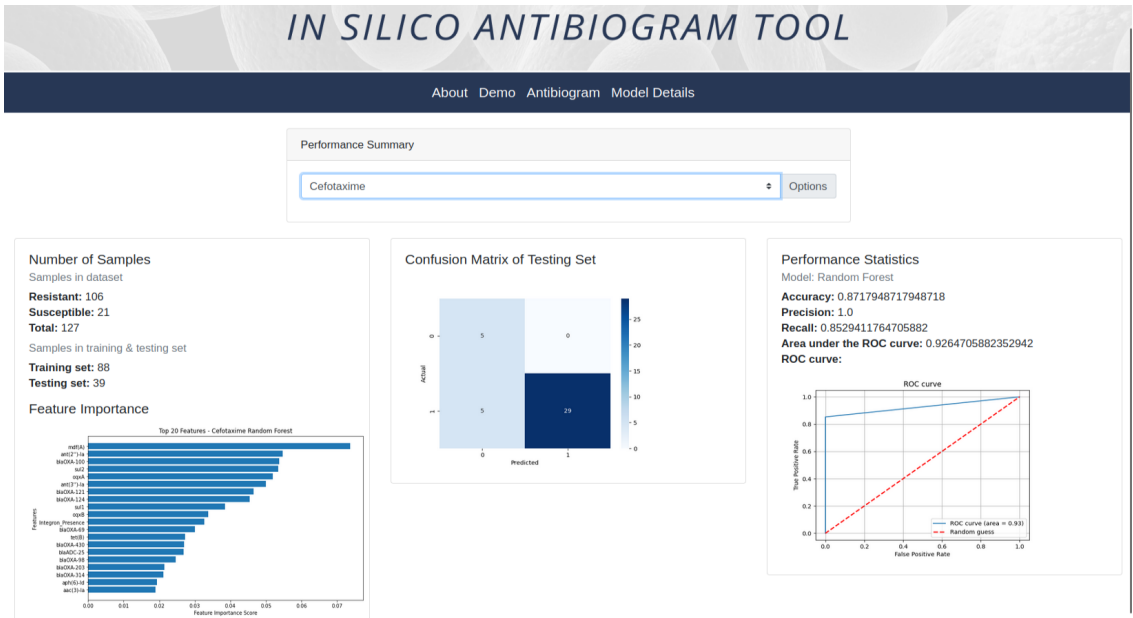 IN SILICO ANTIBIOGRAM TOOL
About Demo Antibiogram Model Details
Performance Summary
Cefotaxime
Options
Number of Samples
Samples in dataset
Resistant: 106
Susceptible: 21
Total: 127
Samples in training & testing set
Training set: 88
Testing set: 39
Feature Importance
Top 20 Features - Cefotaxime Random Forest
Features
mdf(A)
ant(2'')-Ia
blaOXA-100
sul2
oqxA
ant(3'')-Ia
blaOXA-121
blaOXA-124
sul1
oqxB
Integron_Presence
blaOXA-69
tet(B)
blaOXA-430
blaADC-25
blaOXA-98
blaOXA-203
blaOXA-314
aph(6)-Id
aac(3)-Ia
0.00 0.01 0.02 0.03 0.04 0.05 0.06 0.07
Feature Importance Score
Confusion Matrix of Testing Set
Actual
0
5 0
1
5 29
0 1
Predicted
25
20
15
10
5
0
Performance Statistics
Model: Random Forest
Accuracy: 0.8717948717948718
Precision: 1.0
Recall: 0.8529411764705882
Area under the ROC curve: 0.9264705882352942
ROC curve:
ROC curve
True Positive Rate
1.0
0.8
0.6
0.4
0.2
0.0
ROC curve (area = 0.93)
Random guess
0.0 0.2 0.4 0.6 0.8 1.0
False Positive Rate